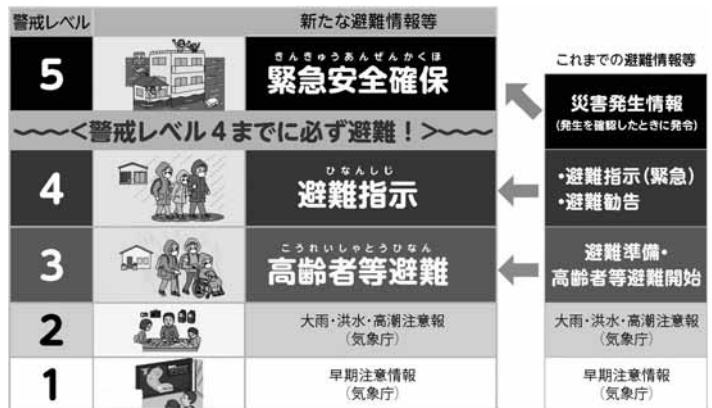 警戒レベル 新たな避難情報等
これまでの避難情報等
5
きんきゅうあんぜんかくほ
緊急安全確保
災害発生情報
(発生を確認したときに発令)
〜〜〜<警戒レベル４までに必ず避難！>〜〜〜
4
ひなんしじ
避難指示
・避難指示(緊急)
・避難勧告
3
こうれいしゃとうひなん
高齢者等避難
避難準備・
高齢者等避難開始
2
大雨・洪水・高潮注意報
(気象庁)
大雨・洪水・高潮注意報
(気象庁)
1
早期注意情報
(気象庁)
早期注意情報
(気象庁)